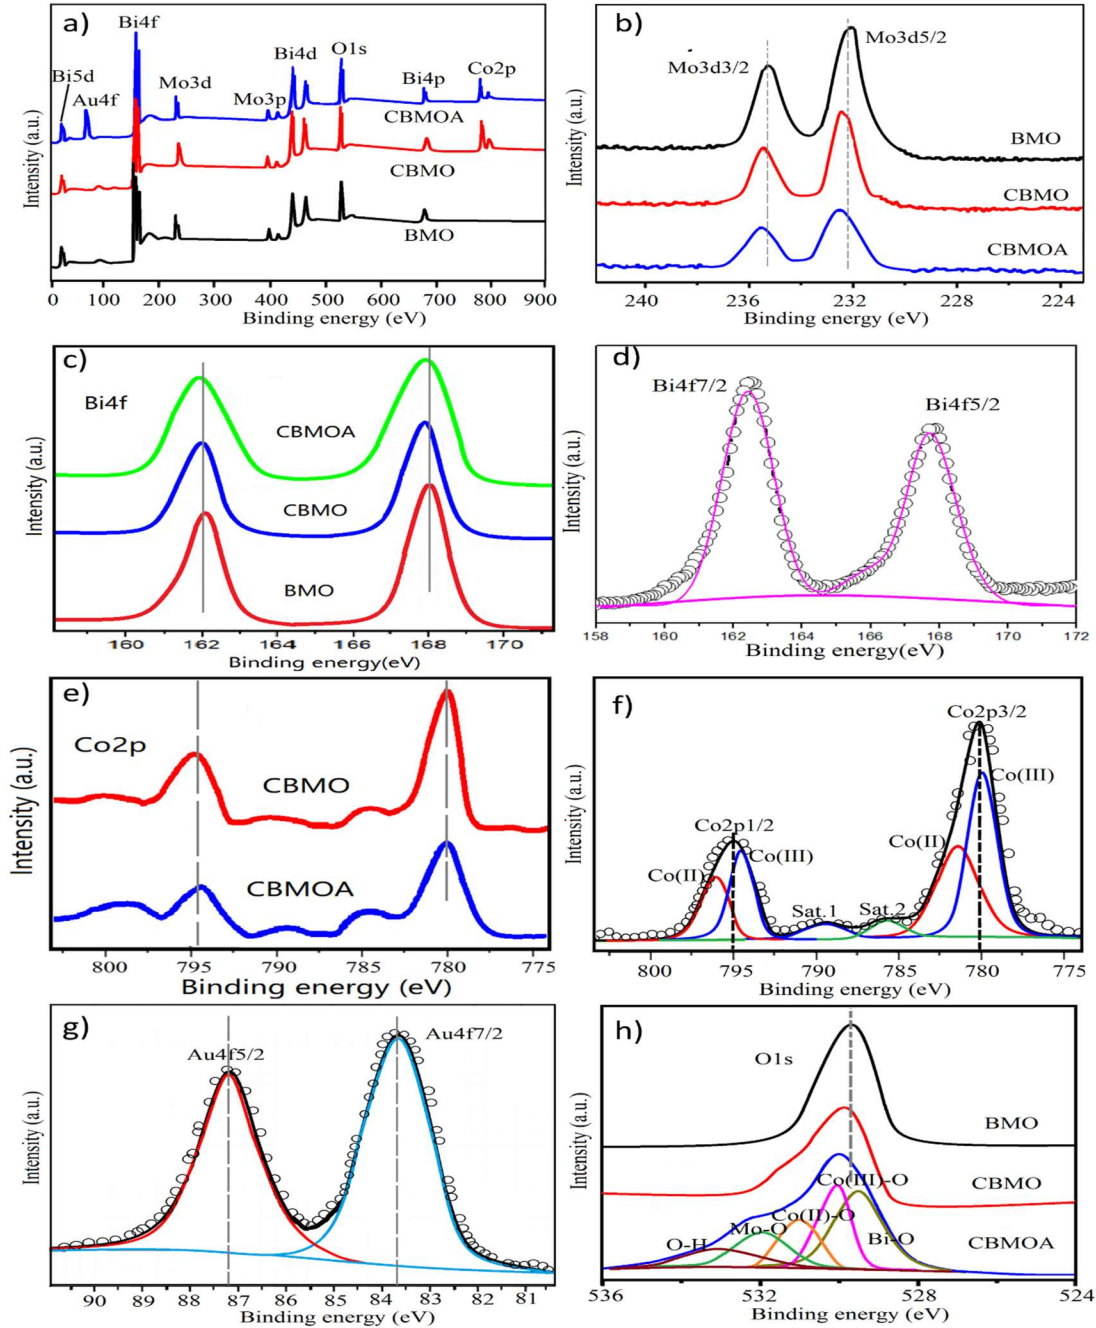 a)
Bi4f
Bi5d
Au4f
Mo3d
Mo3p
Bi4d
O1s
Bi4p
Co2p
CBMOA
CBMO
BMO
Intensity (a.u.)
0 100 200 300 400 500 600 700 800 900
Binding energy (eV)
b)
Mo3d5/2
Mo3d3/2
BMO
CBMO
CBMOA
Intensity (a.u.)
240 236 232 228 224
Binding energy (eV)
c)
Bi4f
CBMOA
CBMO
BMO
Intensity (a.u.)
160 162 164 166 168 170
Binding energy(eV)
d)
Bi4f7/2
Bi4f5/2
Intensity (a.u.)
158 160 162 164 166 168 170 172
Binding energy(eV)
e)
Co2p
CBMO
CBMOA
Intensity (a.u.)
800 795 790 785 780 775
Binding energy (eV)
f)
Co2p3/2
Co(III)
Co(II)
Co2p1/2
Co(III)
Co(II)
Sat.1
Sat.2
Intensity (a.u.)
800 795 790 785 780 774
Binding energy (eV)
g)
Au4f5/2
Au4f7/2
Intensity (a.u.)
90 89 88 87 86 85 84 83 82 81
Binding energy (eV)
h)
O1s
BMO
CBMO
CBMOA
Co(III)-O
Co(II)-O
Mo-O
O-H
Bi-O
Intensity (a.u.)
536 532 528 524
Binding energy (eV)